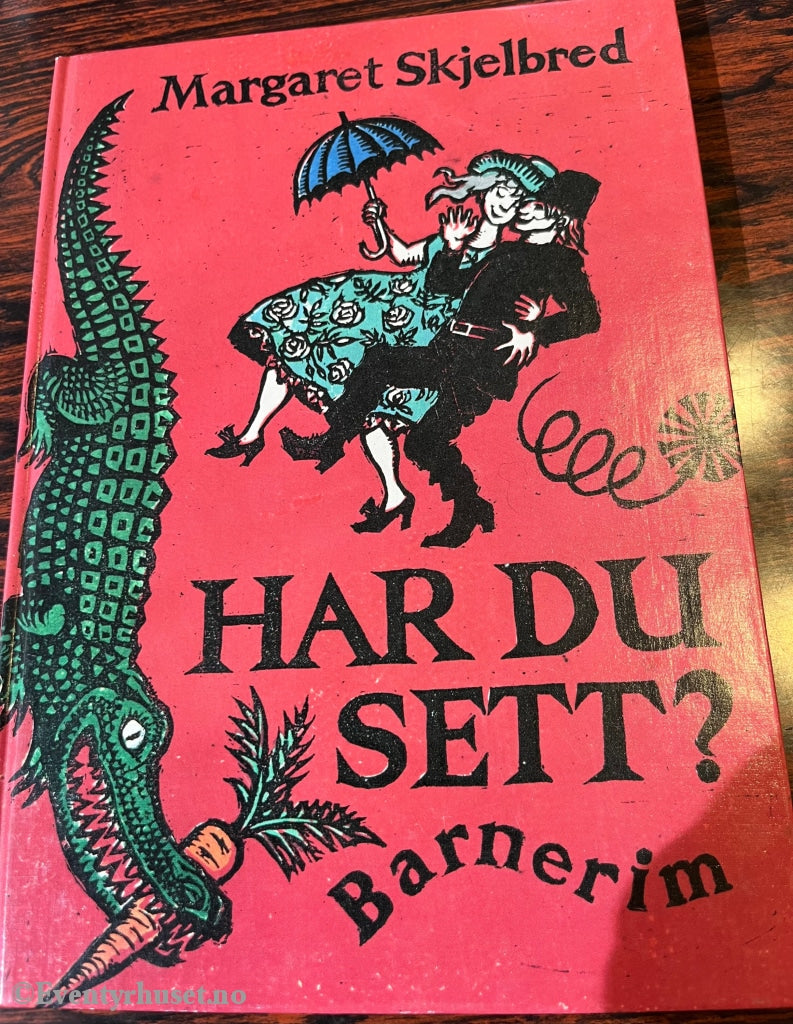 Margaret Skjelbred
HAR DU
SETT?
Barnerim
©Eventyrhuset.no